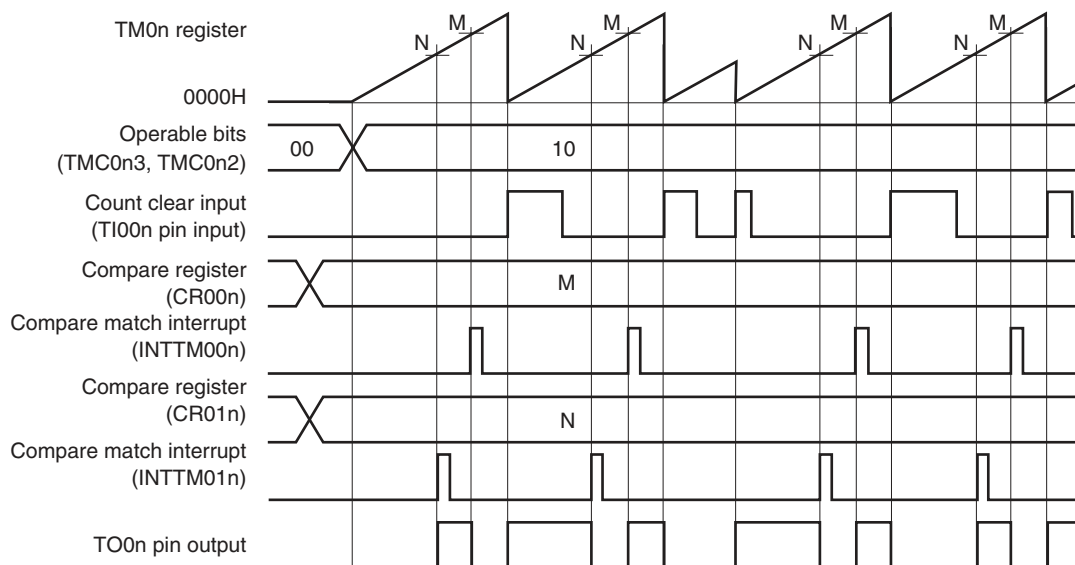 TM0n register
N M N M N M N M
0000H
Operable bits
(TMC0n3, TMC0n2)
00 10
Count clear input
(TI00n pin input)
Compare register
(CR00n)
M
Compare match interrupt
(INTTM00n)
Compare register
(CR01n)
N
Compare match interrupt
(INTTM01n)
TO0n pin output